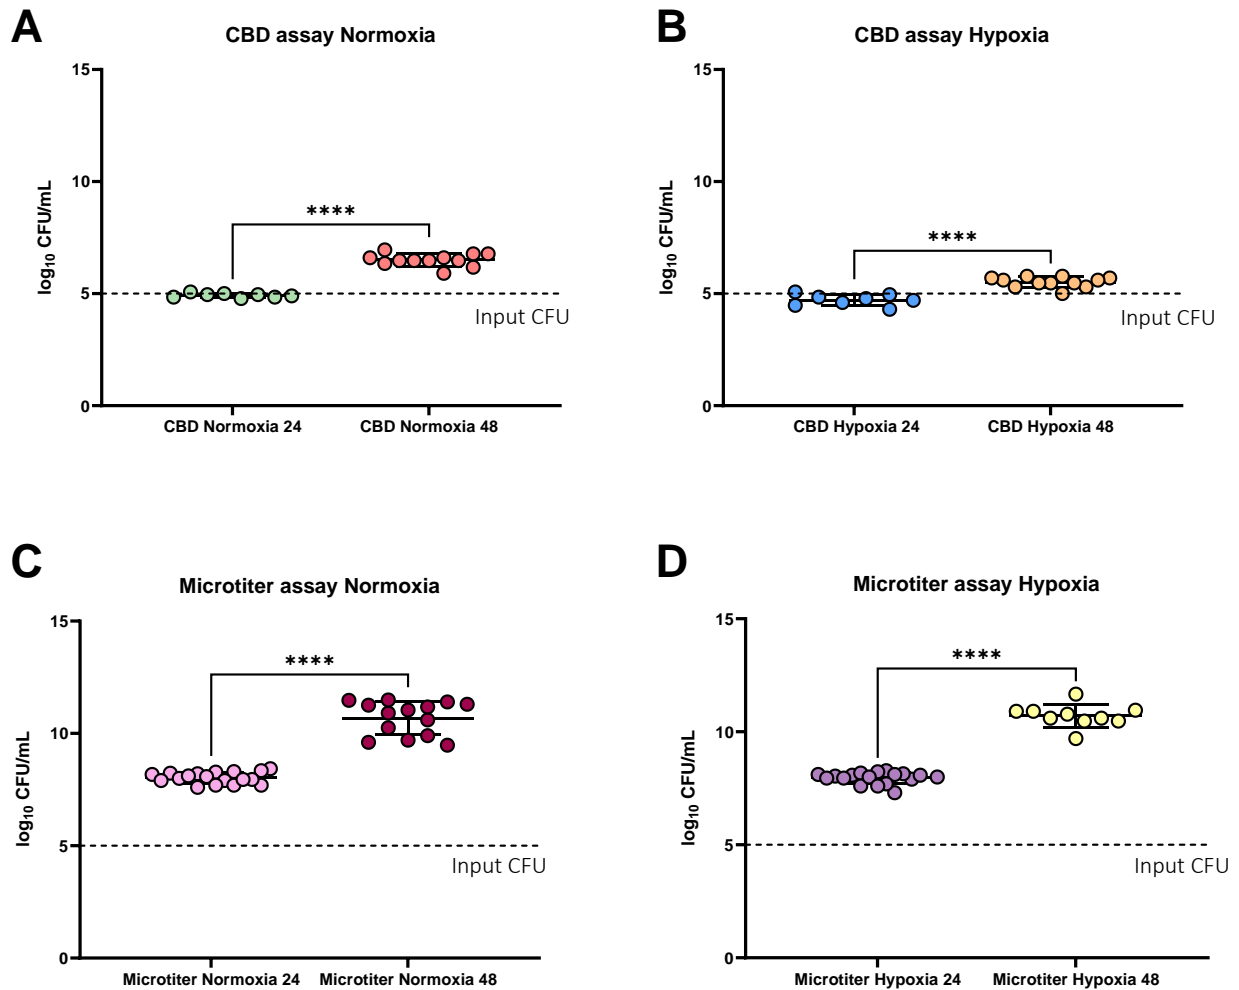 A
CBD assay Normoxia
15
10
5
0
log10 CFU/mL
****
Input CFU
CBD Normoxia 24
CBD Normoxia 48
B
CBD assay Hypoxia
15
10
5
0
log10 CFU/mL
****
Input CFU
CBD Hypoxia 24
CBD Hypoxia 48
C
Microtiter assay Normoxia
15
10
5
0
log10 CFU/mL
****
Input CFU
Microtiter Normoxia 24
Microtiter Normoxia 48
D
Microtiter assay Hypoxia
15
10
5
0
log10 CFU/mL
****
Input CFU
Microtiter Hypoxia 24
Microtiter Hypoxia 48